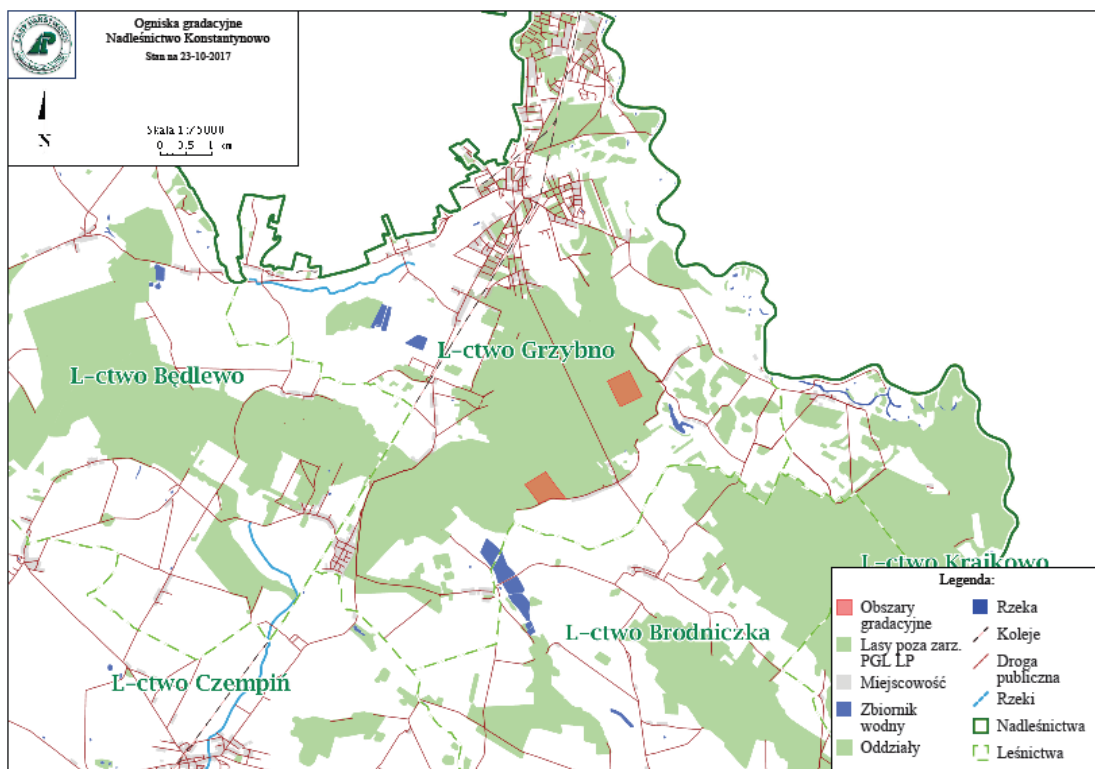 Ogniska gradacyjne
Nadleśnictwo Konstantynowo
Stan na 23-10-2017
N
Skala 1:75000
0 0.5 1 km
L-ctwo Grzybno
L-ctwo Będlewo
L-ctwo Krajkowo
L-ctwo Brodniczka
L-ctwo Czempiń
Legenda:
Obszary
gradacyjne
Lasy poza zarz.
PGL LP
Miejscowość
Zbiornik
wodny
Oddziały
Rzeka
Koleje
Droga
publiczna
Rzeki
Nadleśnictwa
Leśnictwa